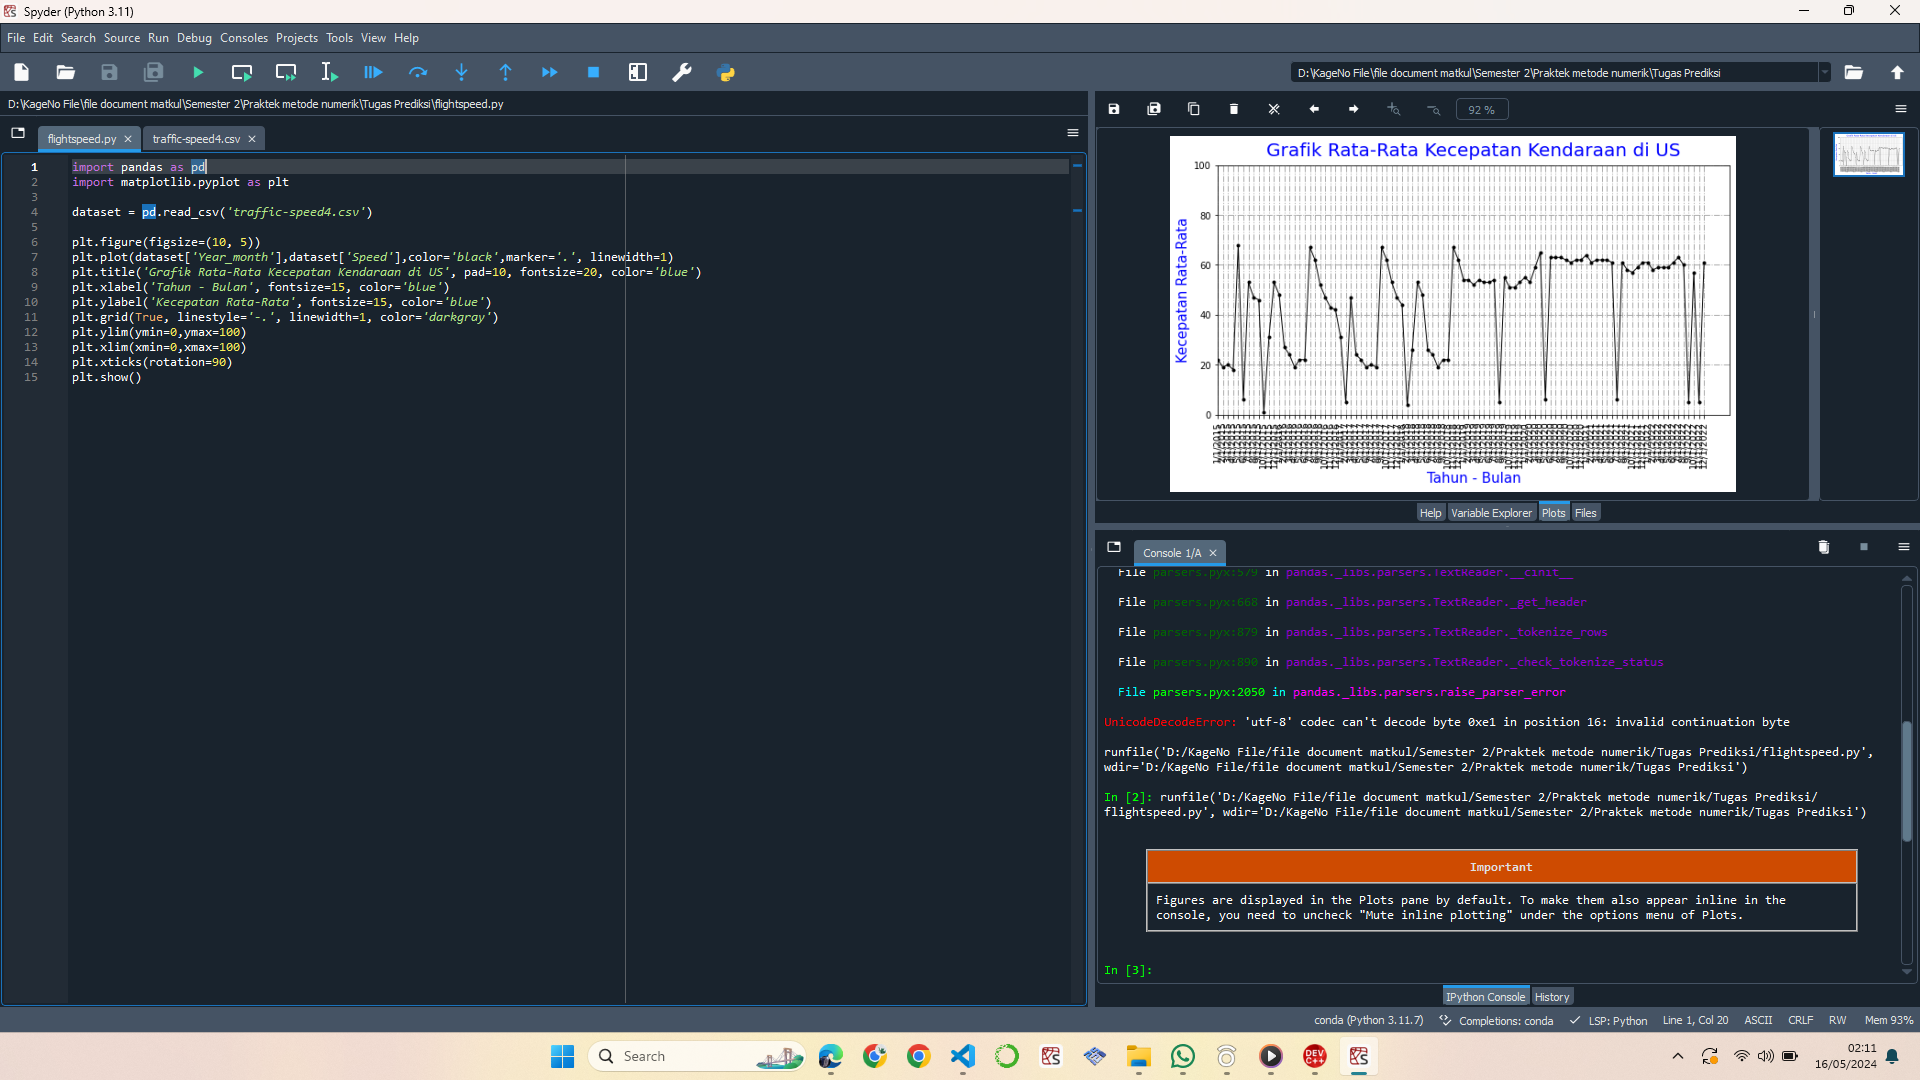 Spyder (Python 3.11)
File Edit Search Source Run Debug Consoles Projects Tools View Help
D:\KageNo File\file document matkul\Semester 2\Praktek metode numerik\Tugas Prediksi
D:\KageNo File\file document matkul\Semester 2\Praktek metode numerik\Tugas Prediksi\flightspeed.py
flightspeed.py
traffic-speed4.csv
1 import pandas as pd
2 import matplotlib.pyplot as plt
3
4 dataset = pd.read_csv('traffic-speed4.csv')
5
6 plt.figure(figsize=(10, 5))
7 plt.plot(dataset['Year_month'],dataset['Speed'],color='black',marker='.', linewidth=1)
8 plt.title('Grafik Rata-Rata Kecepatan Kendaraan di US', pad=10, fontsize=20, color='blue')
9 plt.xlabel('Tahun - Bulan', fontsize=15, color='blue')
10 plt.ylabel('Kecepatan Rata-Rata', fontsize=15, color='blue')
11 plt.grid(True, linestyle='-.', linewidth=1, color='darkgray')
12 plt.ylim(ymin=0,ymax=100)
13 plt.xlim(xmin=0,xmax=100)
14 plt.xticks(rotation=90)
15 plt.show()
92 %
Grafik Rata-Rata Kecepatan Kendaraan di US
Kecepatan Rata-Rata
100
80
60
40
20
0
1/1/2015
12/1/2022
Tahun - Bulan
Help Variable Explorer Plots Files
Console 1/A
File parsers.pyx:579 in pandas._libs.parsers.TextReader.__cinit__
File parsers.pyx:668 in pandas._libs.parsers.TextReader._get_header
File parsers.pyx:879 in pandas._libs.parsers.TextReader._tokenize_rows
File parsers.pyx:890 in pandas._libs.parsers.TextReader._check_tokenize_status
File parsers.pyx:2050 in pandas._libs.parsers.raise_parser_error
UnicodeDecodeError: 'utf-8' codec can't decode byte 0xe1 in position 16: invalid continuation byte
runfile('D:/KageNo File/file document matkul/Semester 2/Praktek metode numerik/Tugas Prediksi/flightspeed.py',
wdir='D:/KageNo File/file document matkul/Semester 2/Praktek metode numerik/Tugas Prediksi')
In [2]: runfile('D:/KageNo File/file document matkul/Semester 2/Praktek metode numerik/Tugas Prediksi/
flightspeed.py', wdir='D:/KageNo File/file document matkul/Semester 2/Praktek metode numerik/Tugas Prediksi')
Important
Figures are displayed in the Plots pane by default. To make them also appear inline in the
console, you need to uncheck "Mute inline plotting" under the options menu of Plots.
In [3]:
IPython Console History
conda (Python 3.11.7) Completions: conda LSP: Python Line 1, Col 20 ASCII CRLF RW Mem 93%
Search
DEV
C++
02:11
16/05/2024